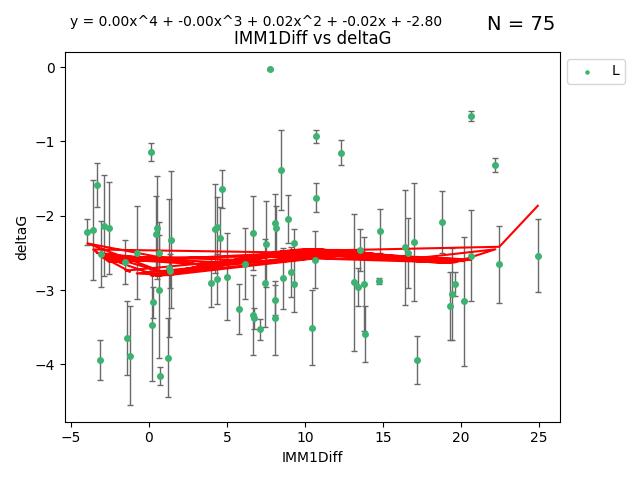 y = 0.00x^4 + -0.00x^3 + 0.02x^2 + -0.02x + -2.80
N = 75
IMM1Diff vs deltaG
L
0
−1
−2
−3
−4
deltaG
−5 0 5 10 15 20 25
IMM1Diff